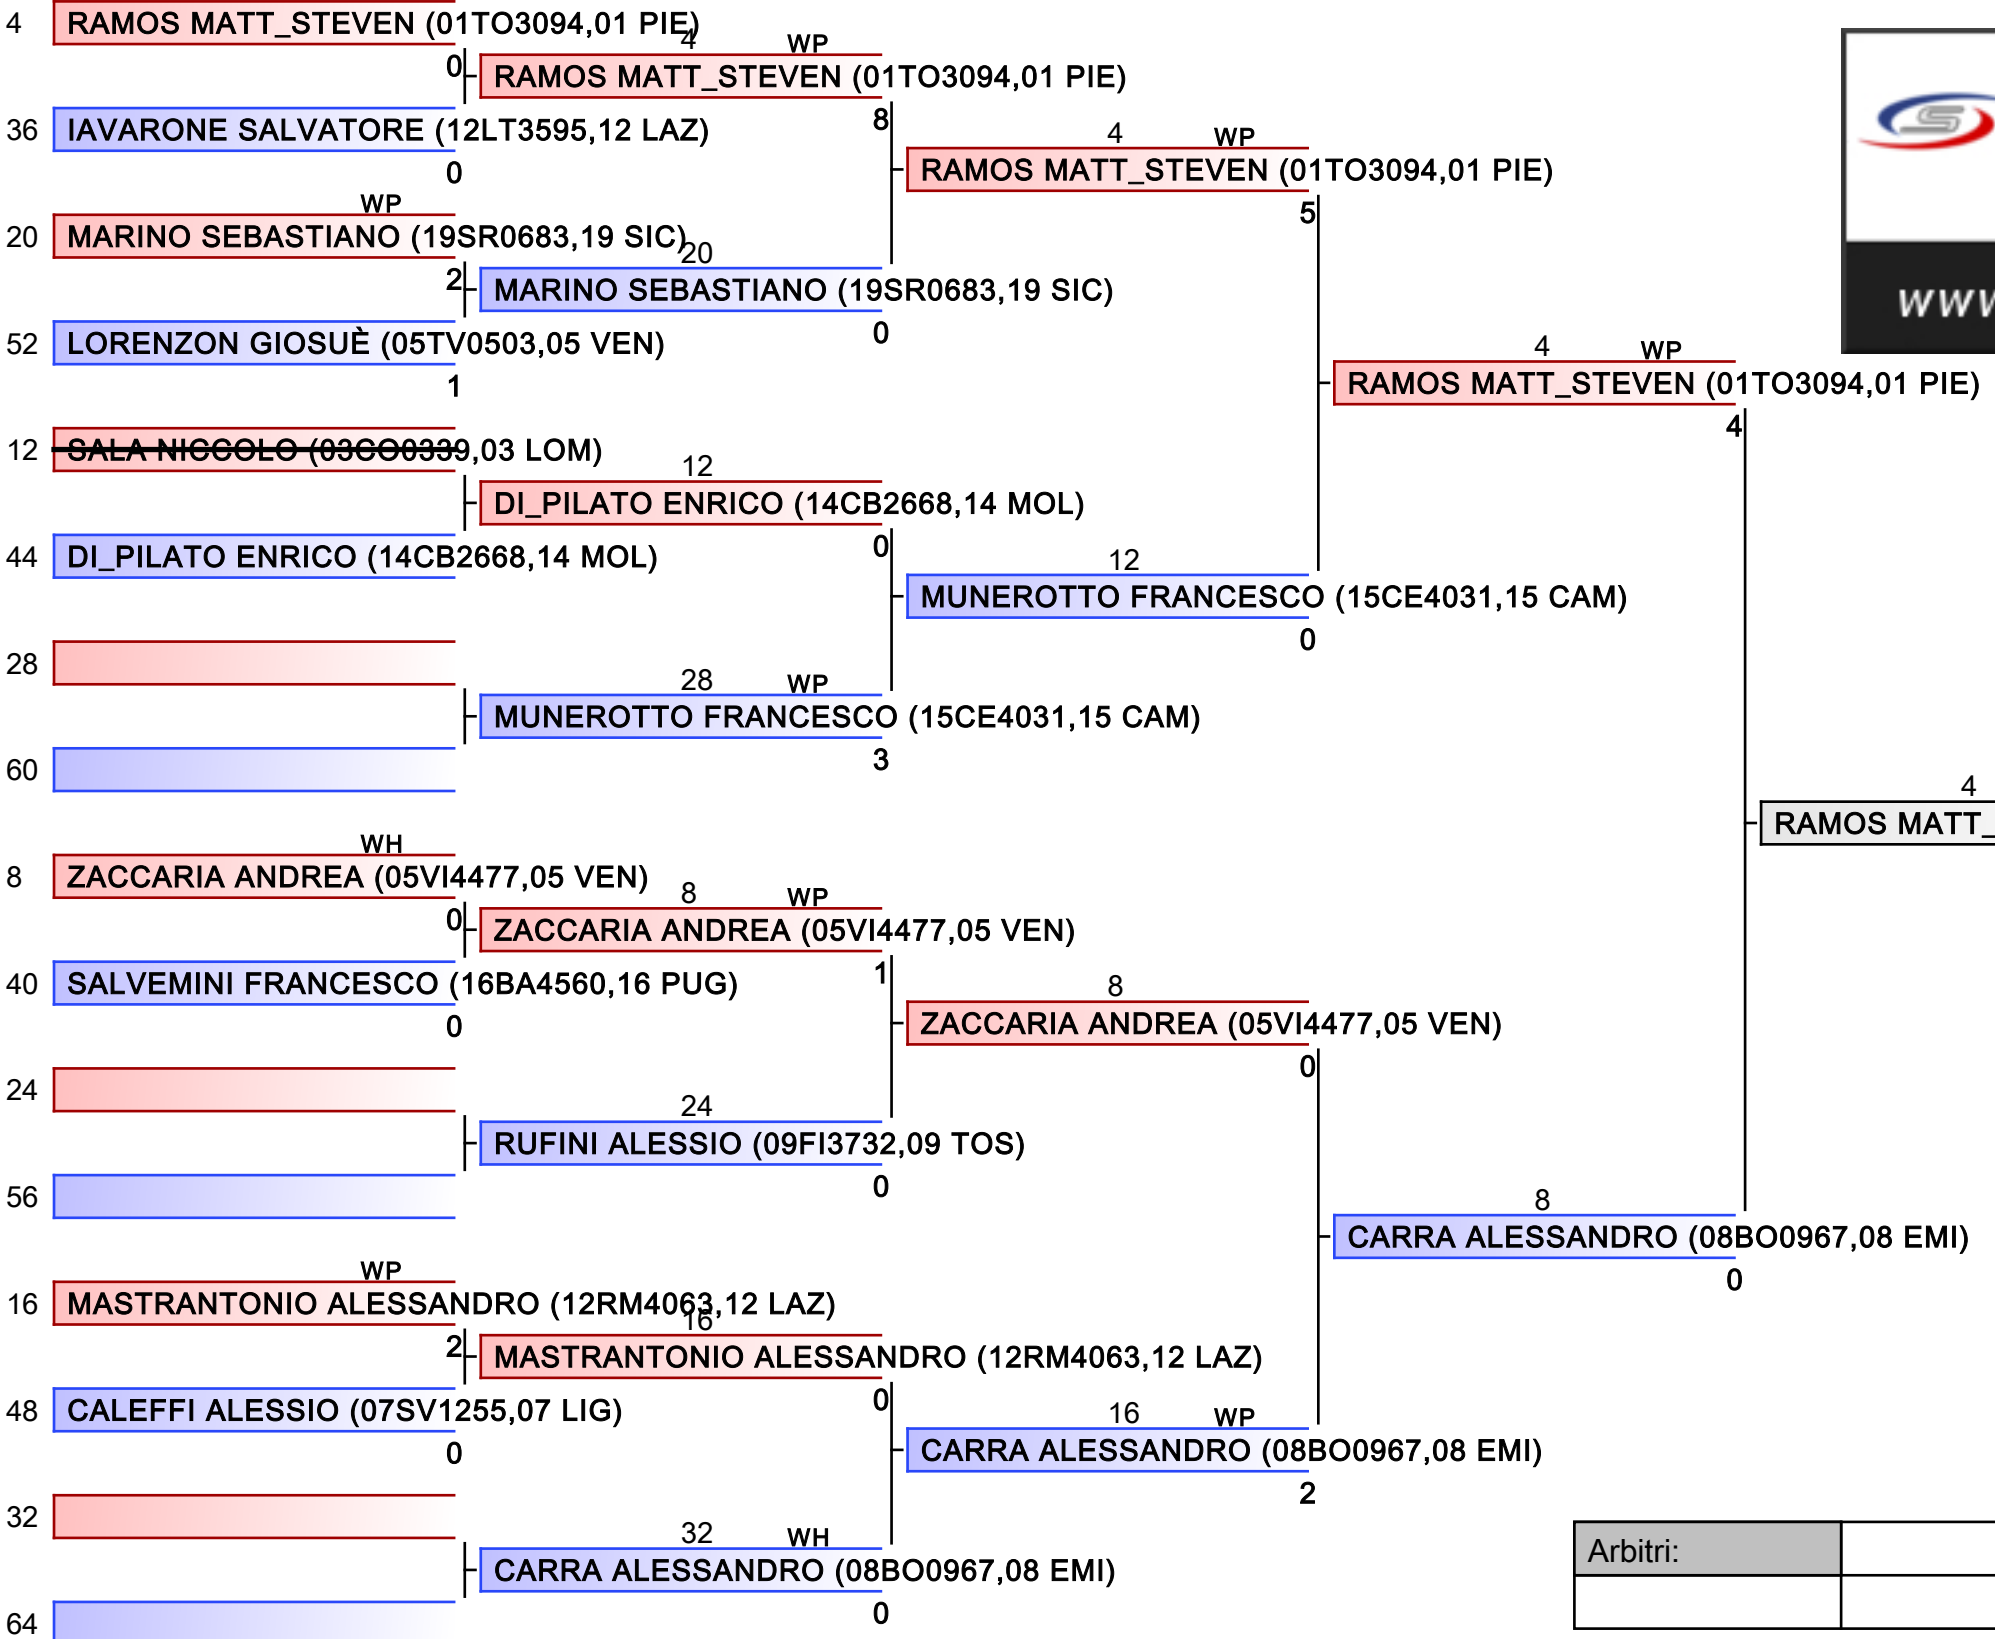 4 RAMOS MATT_STEVEN (01TO3094,01 PIE)
4 WP
0 RAMOS MATT_STEVEN (01TO3094,01 PIE)
8
36 IAVARONE SALVATORE (12LT3595,12 LAZ)
4 WP
0
RAMOS MATT_STEVEN (01TO3094,01 PIE)
5
WP
20 MARINO SEBASTIANO (19SR0683,19 SIC)
20
2 MARINO SEBASTIANO (19SR0683,19 SIC)
0
52 LORENZON GIOSUÈ (05TV0503,05 VEN)
1
4 WP
RAMOS MATT_STEVEN (01TO3094,01 PIE)
4
12 SALA NICCOLO (03CO0339,03 LOM)
12
DI_PILATO ENRICO (14CB2668,14 MOL)
0
44 DI_PILATO ENRICO (14CB2668,14 MOL)
12
MUNEROTTO FRANCESCO (15CE4031,15 CAM)
0
28
28 WP
MUNEROTTO FRANCESCO (15CE4031,15 CAM)
3
60
4
RAMOS MATT_
WH
8 ZACCARIA ANDREA (05VI4477,05 VEN)
8 WP
0 ZACCARIA ANDREA (05VI4477,05 VEN)
1
40 SALVEMINI FRANCESCO (16BA4560,16 PUG)
0
8
ZACCARIA ANDREA (05VI4477,05 VEN)
0
24
24
RUFINI ALESSIO (09FI3732,09 TOS)
0
56
8
CARRA ALESSANDRO (08BO0967,08 EMI)
0
WP
16 MASTRANTONIO ALESSANDRO (12RM4063,12 LAZ)
16
2 MASTRANTONIO ALESSANDRO (12RM4063,12 LAZ)
0
48 CALEFFI ALESSIO (07SV1255,07 LIG)
0
16 WP
CARRA ALESSANDRO (08BO0967,08 EMI)
2
32
32 WH
CARRA ALESSANDRO (08BO0967,08 EMI)
0
64
S
www
Arbitri: